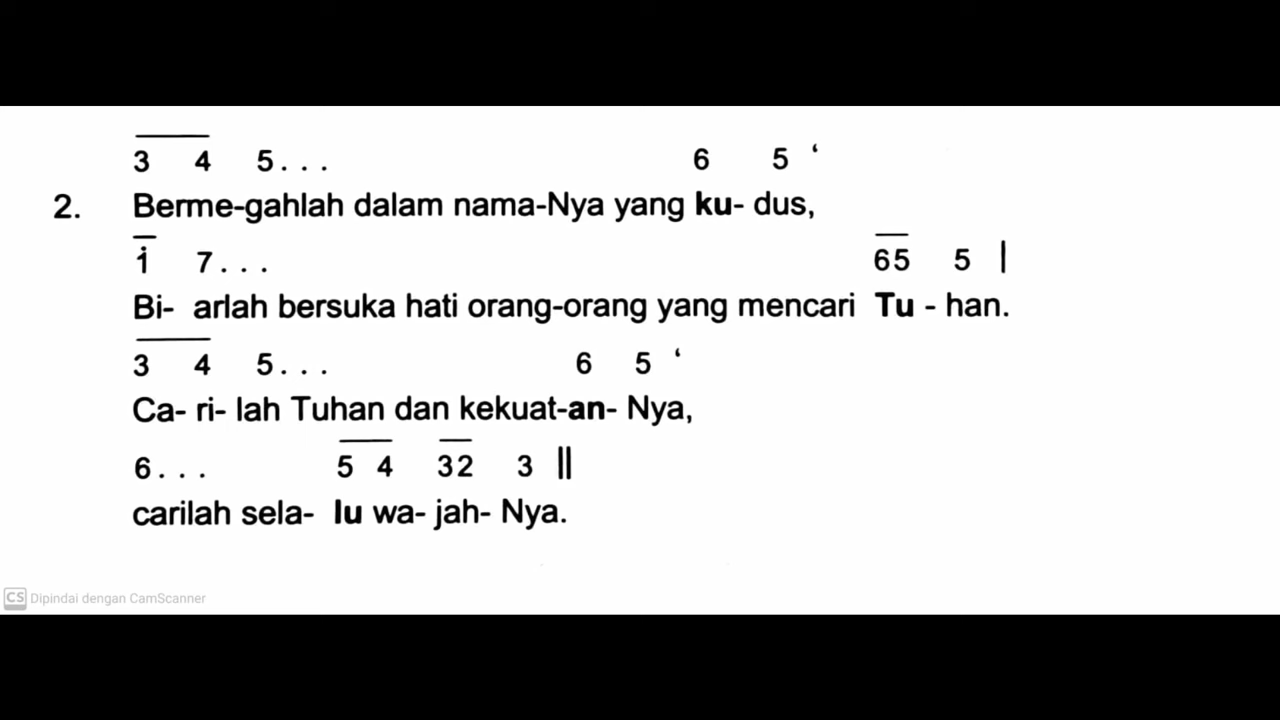 3 4 5... 6 5 ‘
2. Berme-gahlah dalam nama-Nya yang ku- dus,
i 7... 65 5 |
Bi- arlah bersuka hati orang-orang yang mencari Tu - han.
3 4 5... 6 5 ‘
Ca- ri- lah Tuhan dan kekuat-an- Nya,
6... 5 4 32 3 ||
carilah sela- lu wa- jah- Nya.
CS Dipindai dengan CamScanner